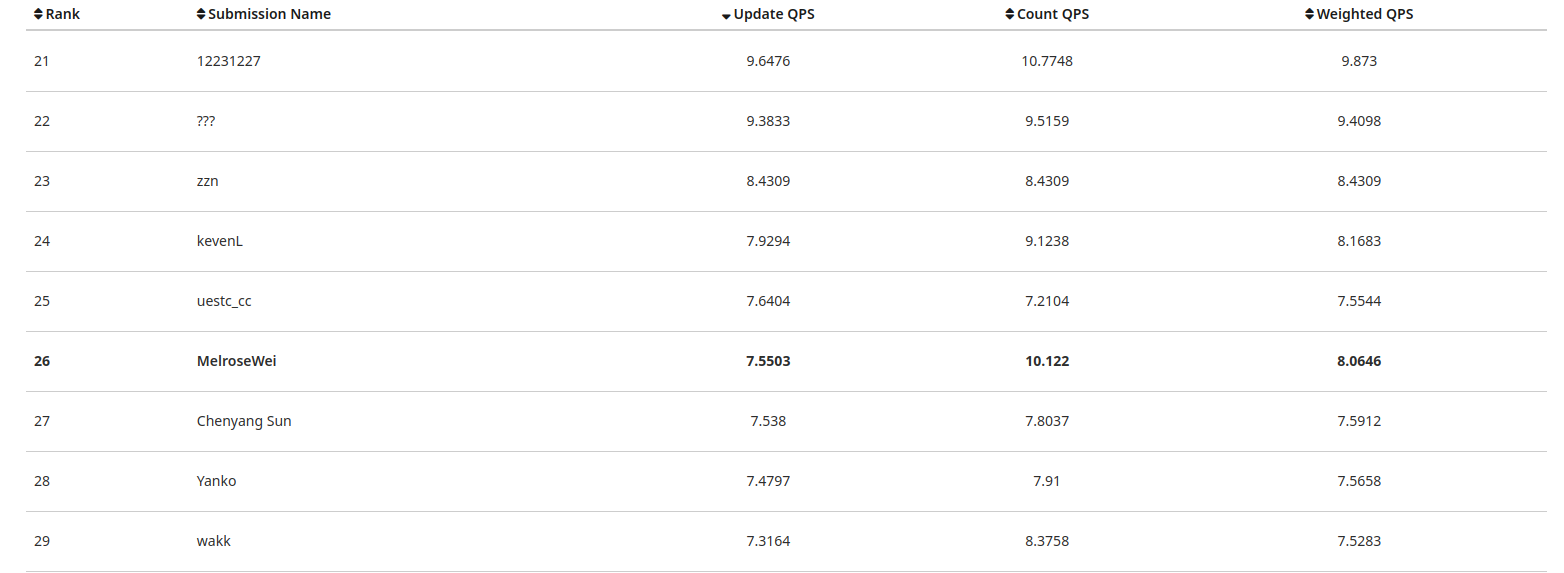 Rank Submission Name Update QPS Count QPS Weighted QPS
21 12231227 9.6476 10.7748 9.873
22 ??? 9.3833 9.5159 9.4098
23 zzn 8.4309 8.4309 8.4309
24 kevenL 7.9294 9.1238 8.1683
25 uestc_cc 7.6404 7.2104 7.5544
26 MelroseWei 7.5503 10.122 8.0646
27 Chenyang Sun 7.538 7.8037 7.5912
28 Yanko 7.4797 7.91 7.5658
29 wakk 7.3164 8.3758 7.5283